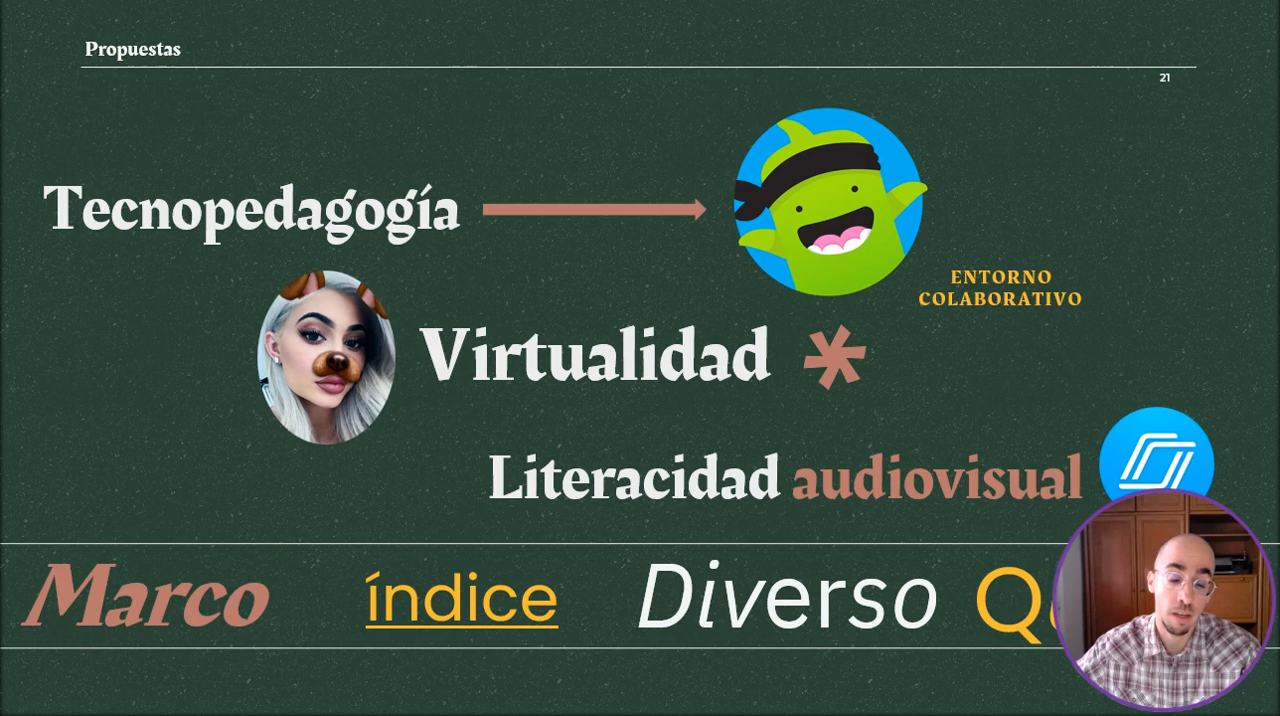 Propuestas
21
Tecnopedagogía
ENTORNO
COLABORATIVO
Virtualidad *
Literacidad audiovisual
Marco índice Diverso